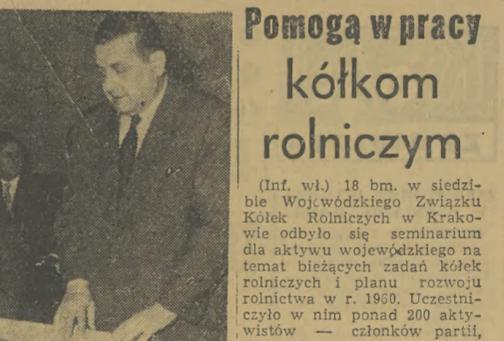 Pomogą w pracy
kółkom
rolniczym
(Inf. wł.) 18 bm. w siedzi-
bie Wojewódzkiego Związku
Kółek Rolniczych w Krako-
wie odbyło się seminarium
dla aktywu wojewódzkiego na
temat bieżących zadań kółek
rolniczych i planu rozwoju
rolnictwa w r. 1960. Uczestni-
czyło w nim ponad 200 akty-
wistów — członków partii,